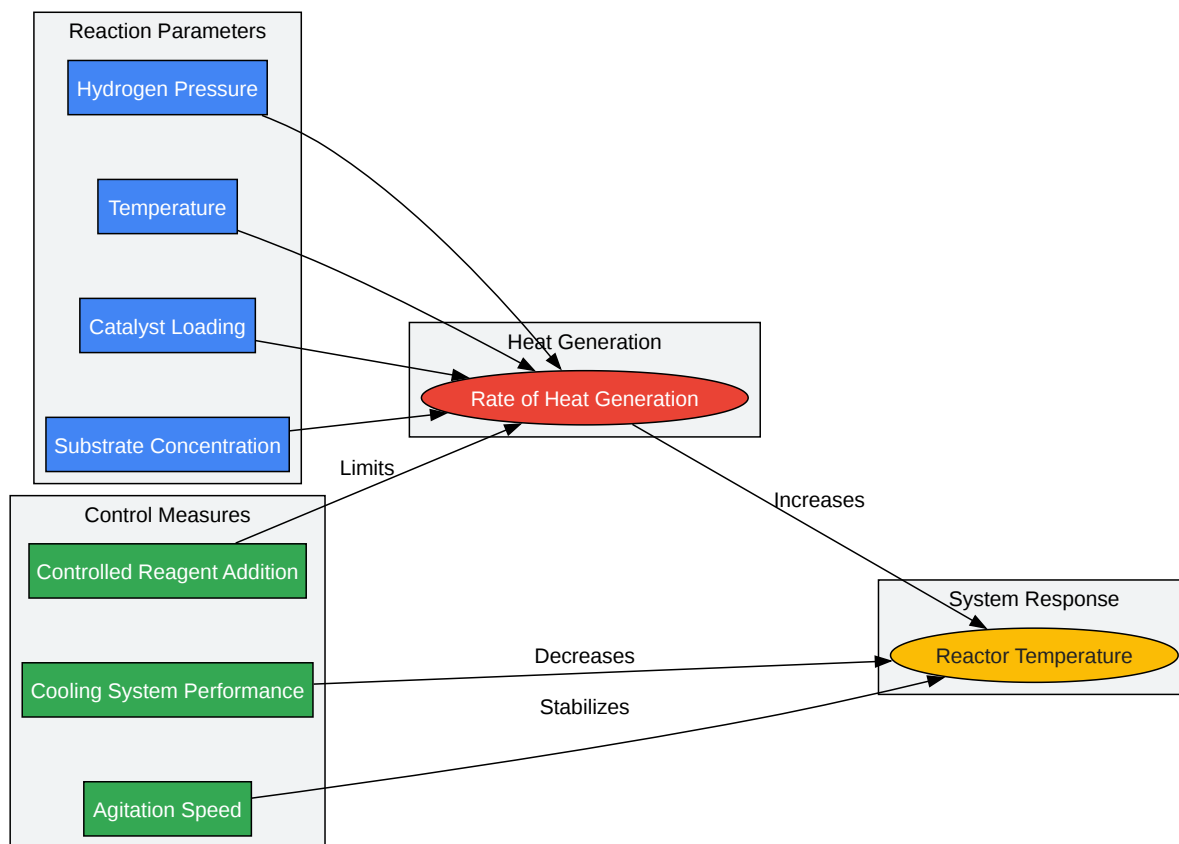 Reaction Parameters
Hydrogen Pressure
Temperature
Catalyst Loading
Substrate Concentration
Heat Generation
Rate of Heat Generation
Limits
Increases
Control Measures
Controlled Reagent Addition
Cooling System Performance
Agitation Speed
Decreases
Stabilizes
System Response
Reactor Temperature